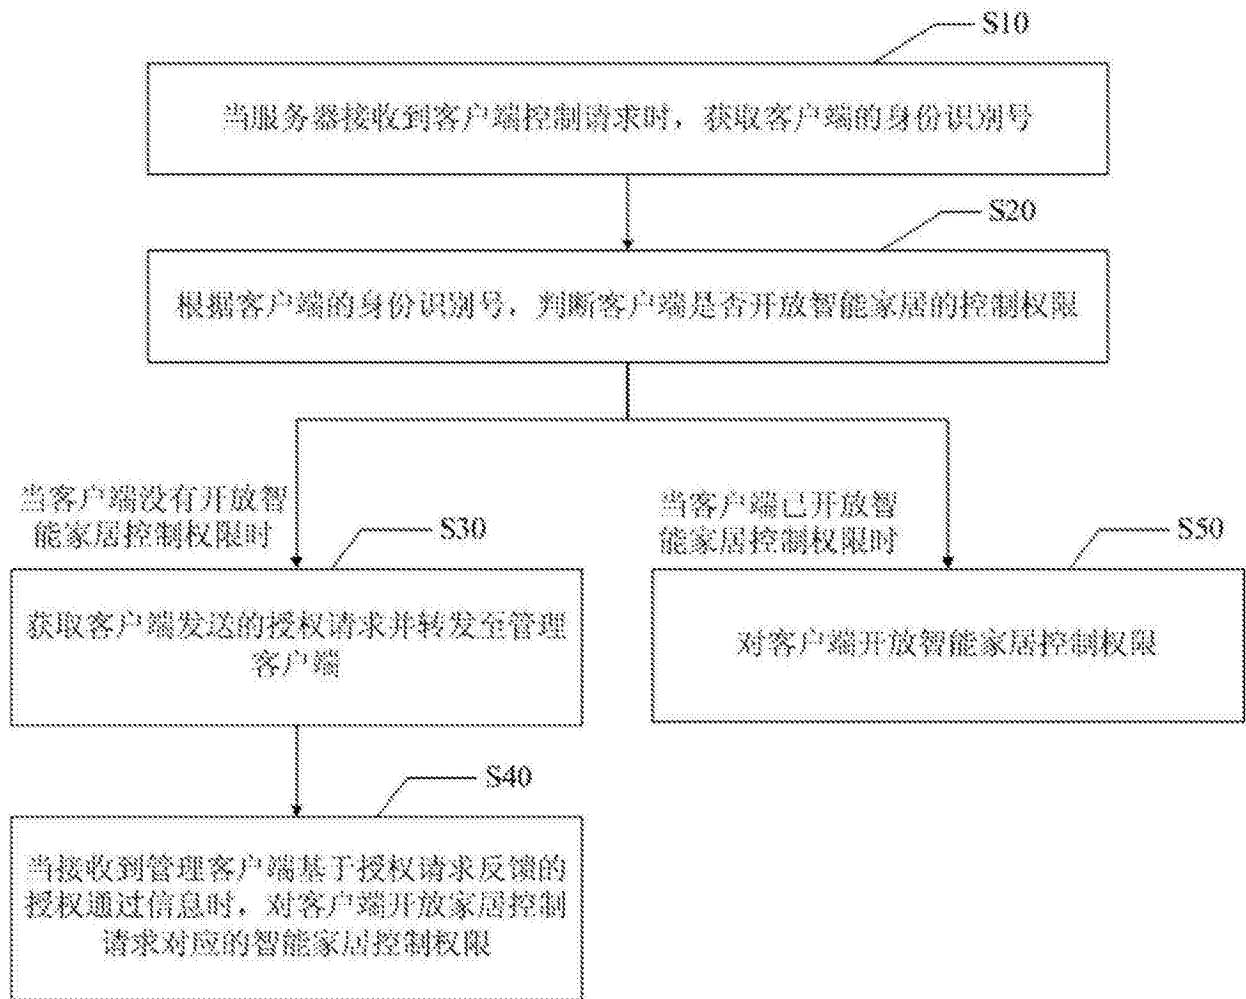 S10
当服务器接收到客户端控制请求时，获取客户端的身份识别号
S20
根据客户端的身份识别号，判断客户端是否开放智能家居的控制权限
当客户端没有开放智
能家居控制权限时
S30
获取客户端发送的授权请求并转发至管理
客户端
S40
当接收到管理客户端基于授权请求反馈的
授权通过信息时，对客户端开放家居控制
请求对应的智能家居控制权限
当客户端已开放智
能家居控制权限时
S50
对客户端开放智能家居控制权限